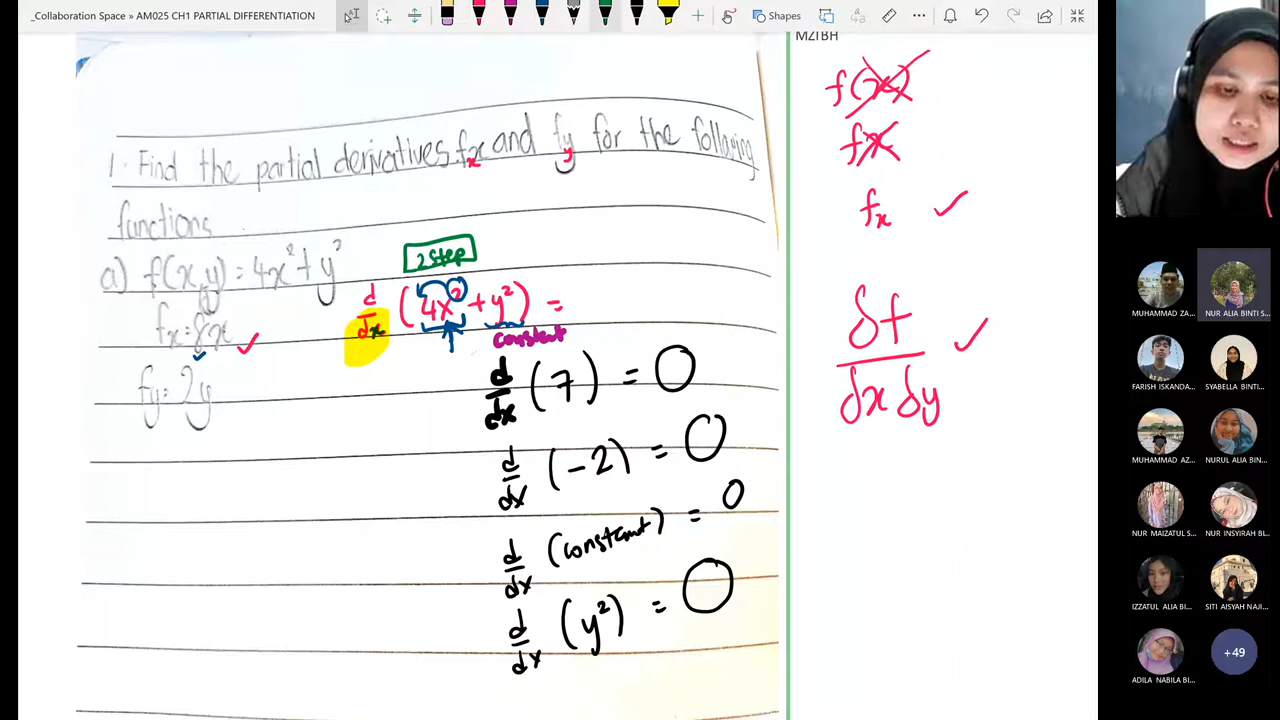 _Collaboration Space » AM025 CH1 PARTIAL DIFFERENTIATION
Shapes
MZIBH
1. Find the partial derivatives fx and fy for the following
functions
a) f(x,y) = 4x² + y²
fx = 8x ✓
fy = 2y
2 step
d/dx (4x² + y²) =
constant
d/dx (7) = 0
d/dx (-2) = 0
d/dx (constant) = 0
d/dx (y²) = 0
f(x)
fx
fx ✓
δf/δx δy ✓
MUHAMMAD ZA...
NUR ALIA BINTI S...
FARISH ISKANDA...
SYABELLA BINTI...
MUHAMMAD AZ...
NURUL ALIA BIN...
NUR MAIZATUL S...
NUR INSYIRAH BI...
IZZATUL ALIA BI...
SITI AISYAH NAJI...
ADILA NABILA BI...
+49